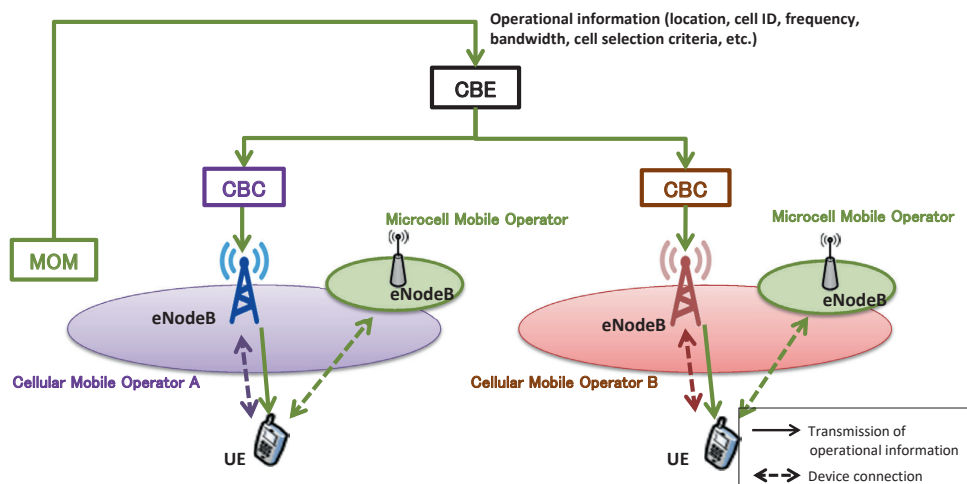 Operational information (location, cell ID, frequency,
bandwidth, cell selection criteria, etc.)
CBE
CBC
CBC
Microcell Mobile Operator
Microcell Mobile Operator
MOM
eNodeB
eNodeB
eNodeB
eNodeB
Cellular Mobile Operator A
Cellular Mobile Operator B
UE
UE
Transmission of
operational information
Device connection